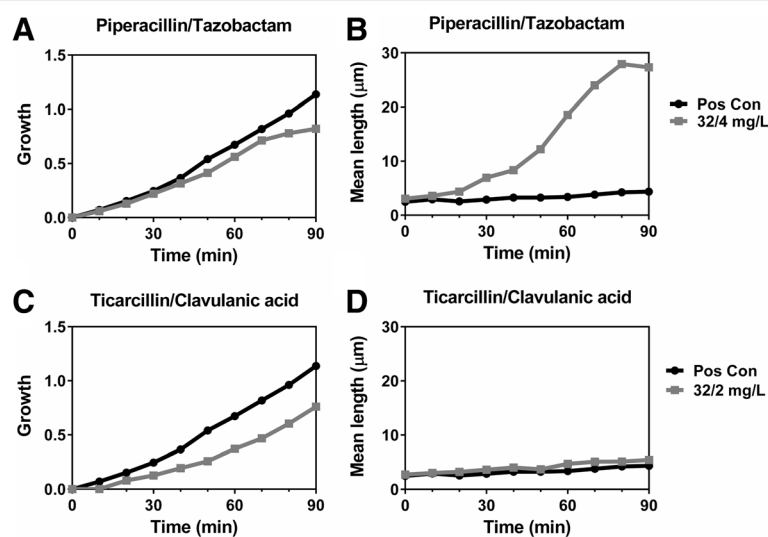 A
Piperacillin/Tazobactam
1.5
1.0
0.5
0.0
Growth
0
30
60
90
Time (min)
B
Piperacillin/Tazobactam
30
20
10
0
Mean length (μm)
0
30
60
90
Time (min)
Pos Con
32/4 mg/L
C
Ticarcillin/Clavulanic acid
1.5
1.0
0.5
0.0
Growth
0
30
60
90
Time (min)
D
Ticarcillin/Clavulanic acid
30
20
10
0
Mean length (μm)
0
30
60
90
Time (min)
Pos Con
32/2 mg/L